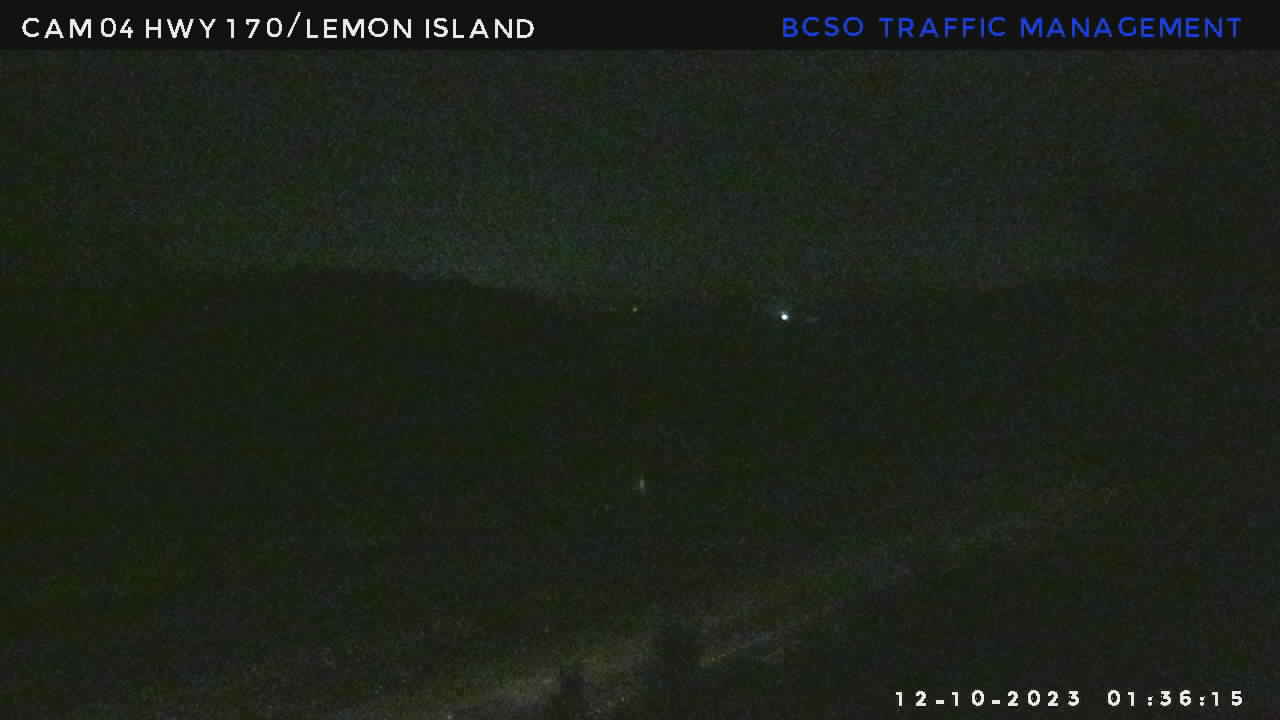 CAM04 HWY 170/LEMON ISLAND
BCSO TRAFFIC MANAGEMENT
12-10-2023 01:36:15